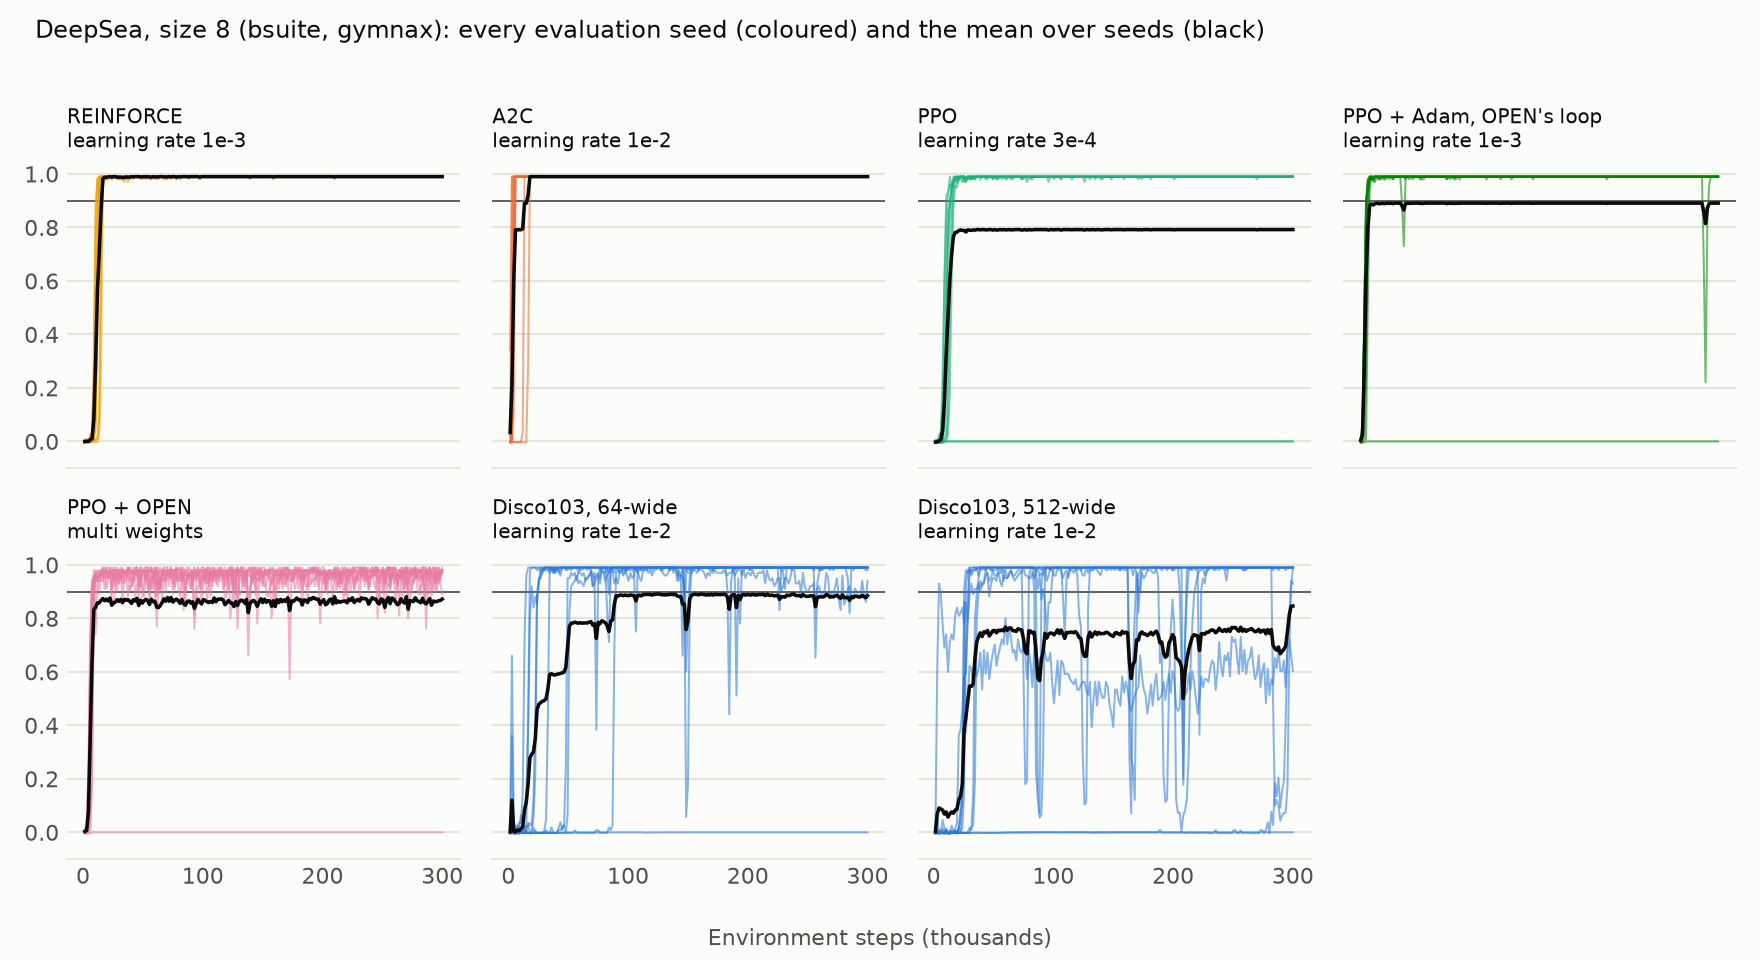 DeepSea, size 8 (bsuite, gymnax): every evaluation seed (coloured) and the mean over seeds (black)
REINFORCE
learning rate 1e-3
A2C
learning rate 1e-2
PPO
learning rate 3e-4
PPO + Adam, OPEN's loop
learning rate 1e-3
1.0
0.8
0.6
0.4
0.2
0.0
PPO + OPEN
multi weights
Disco103, 64-wide
learning rate 1e-2
Disco103, 512-wide
learning rate 1e-2
1.0
0.8
0.6
0.4
0.2
0.0
0 100 200 300
0 100 200 300
0 100 200 300
Environment steps (thousands)